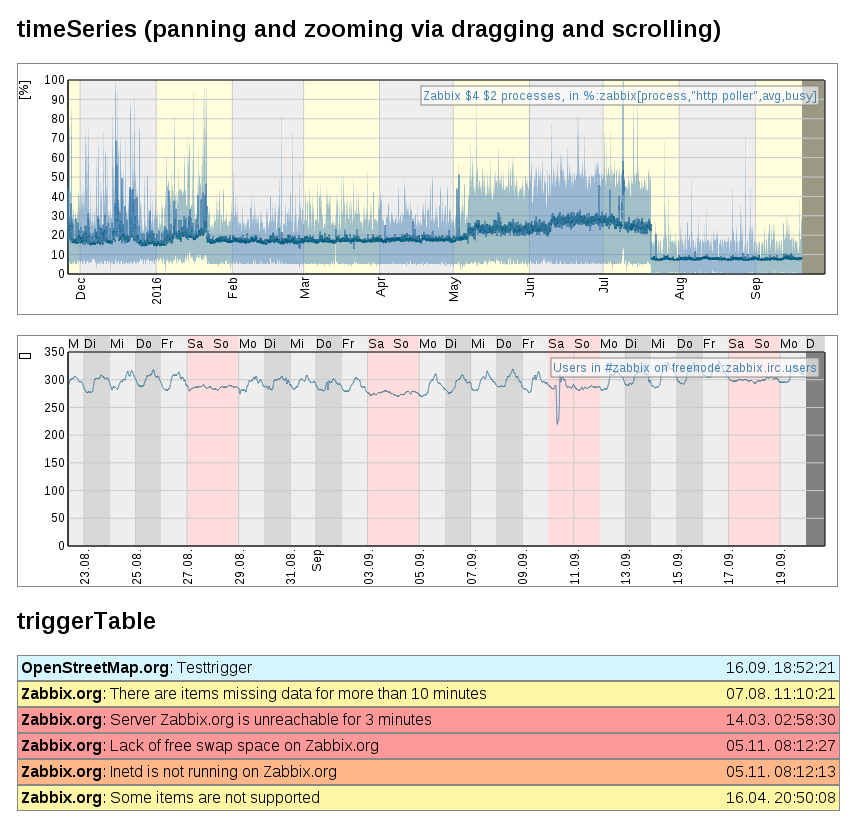 timeSeries (panning and zooming via dragging and scrolling)
[%]
100
90
80
70
60
50
40
30
20
10
0
Zabbix $4 $2 processes, in %:zabbix[process,"http poller",avg,busy]
Dec 2016 Feb Mar Apr May Jun Jul Aug Sep
M Di Mi Do Fr Sa So Mo Di Mi Do Fr Sa So Mo Di Mi Do Fr Sa So Mo Di Mi Do Fr Sa So Mo D
350
300
250
200
150
100
50
0
Users in #zabbix on freenode:zabbix.irc.users
23.08. 25.08. 27.08. 29.08. 31.08. Sep 03.09. 05.09. 07.09. 09.09. 11.09. 13.09. 15.09. 17.09. 19.09.
triggerTable
OpenStreetMap.org: Testtrigger 16.09. 18:52:21
Zabbix.org: There are items missing data for more than 10 minutes 07.08. 11:10:21
Zabbix.org: Server Zabbix.org is unreachable for 3 minutes 14.03. 02:58:30
Zabbix.org: Lack of free swap space on Zabbix.org 05.11. 08:12:27
Zabbix.org: Inetd is not running on Zabbix.org 05.11. 08:12:13
Zabbix.org: Some items are not supported 16.04. 20:50:08